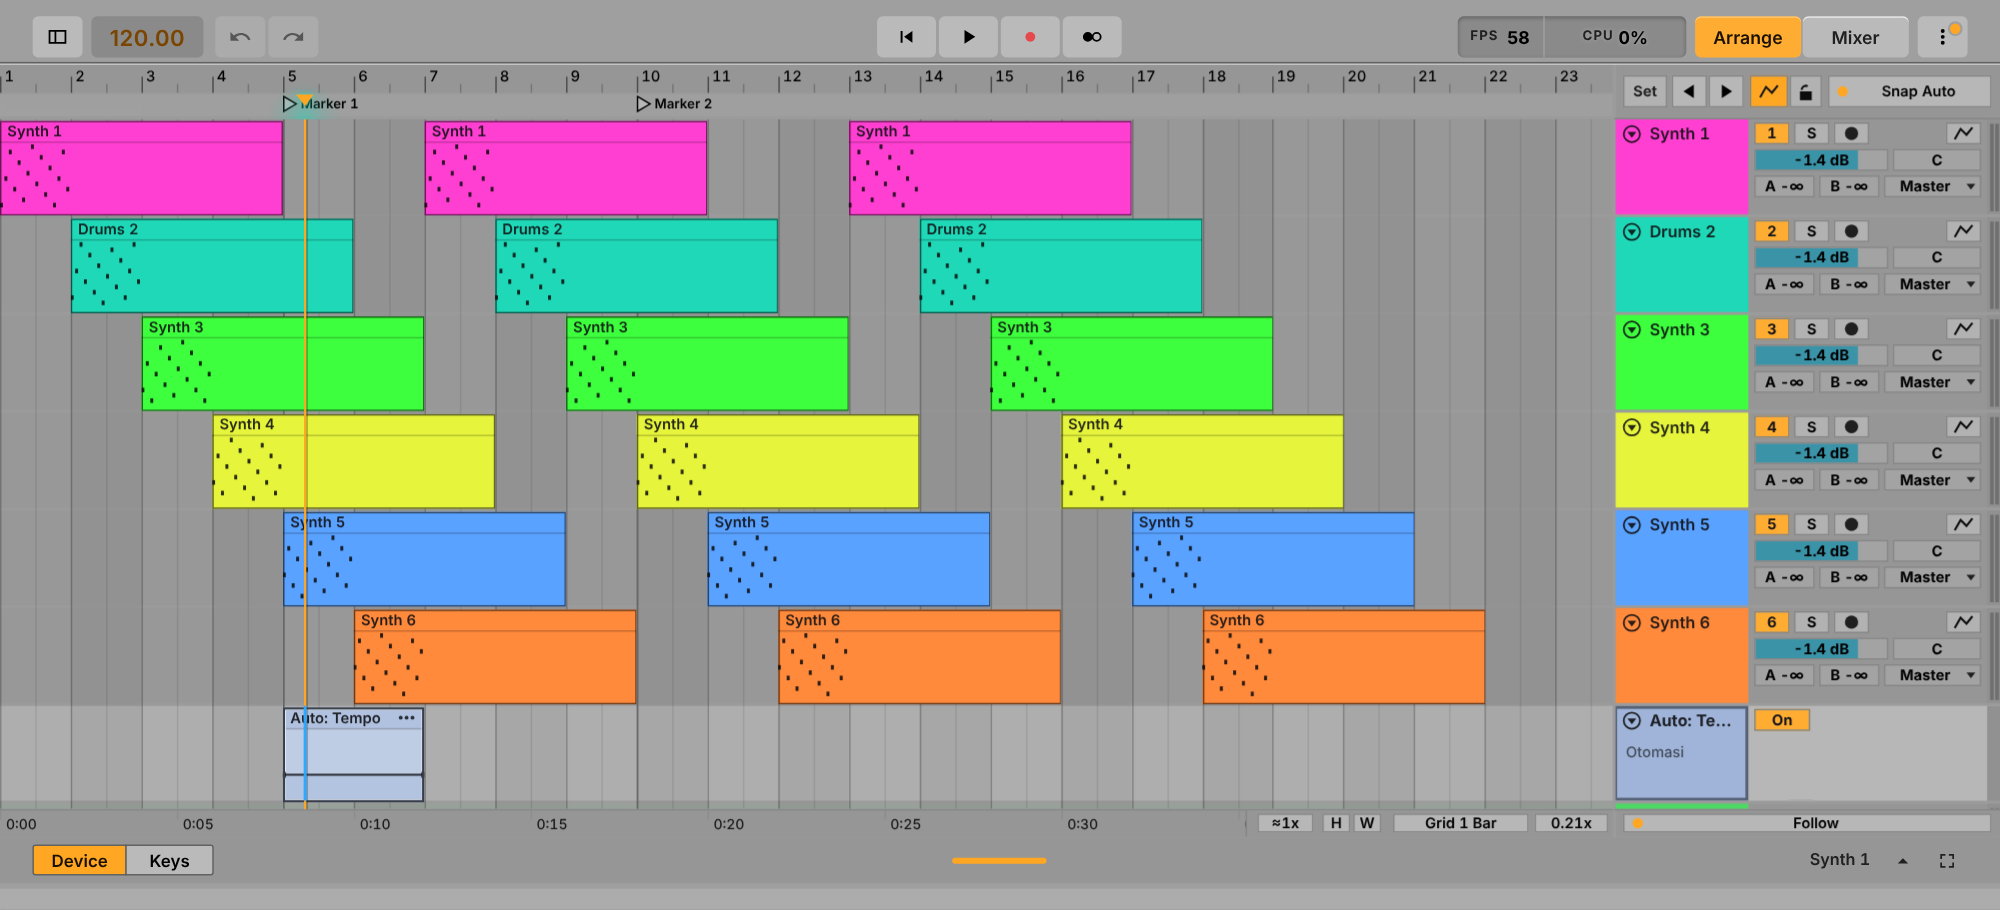 120.00
FPS 58 CPU 0% Arrange Mixer
1 2 3 4 5 6 7 8 9 10 11 12 13 14 15 16 17 18 19 20 21 22 23
Set Snap Auto
Marker 1 Marker 2
Synth 1 Synth 1 Synth 1 Synth 1 1 S
-1.4 dB C
A -∞ B -∞ Master
Drums 2 Drums 2 Drums 2 Drums 2 2 S
-1.4 dB C
A -∞ B -∞ Master
Synth 3 Synth 3 Synth 3 Synth 3 3 S
-1.4 dB C
A -∞ B -∞ Master
Synth 4 Synth 4 Synth 4 Synth 4 4 S
-1.4 dB C
A -∞ B -∞ Master
Synth 5 Synth 5 Synth 5 Synth 5 5 S
-1.4 dB C
A -∞ B -∞ Master
Synth 6 Synth 6 Synth 6 Synth 6 6 S
-1.4 dB C
A -∞ B -∞ Master
Auto: Tempo ••• Auto: Te... On
Otomasi
0:00 0:05 0:10 0:15 0:20 0:25 0:30 ≈1x H W Grid 1 Bar 0.21x Follow
Device Keys Synth 1